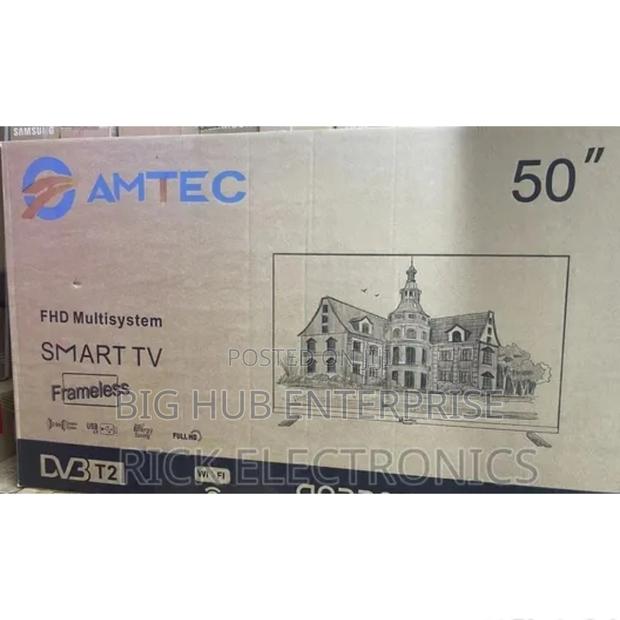 SAMSUNG
AMTEC
50"
FHD Multisystem
SMART TV
Frameless
POSTED ON
BIG HUB ENTERPRISE
USB
FULL HD
RICK ELECTRONICS
DVB T2
Wi-Fi